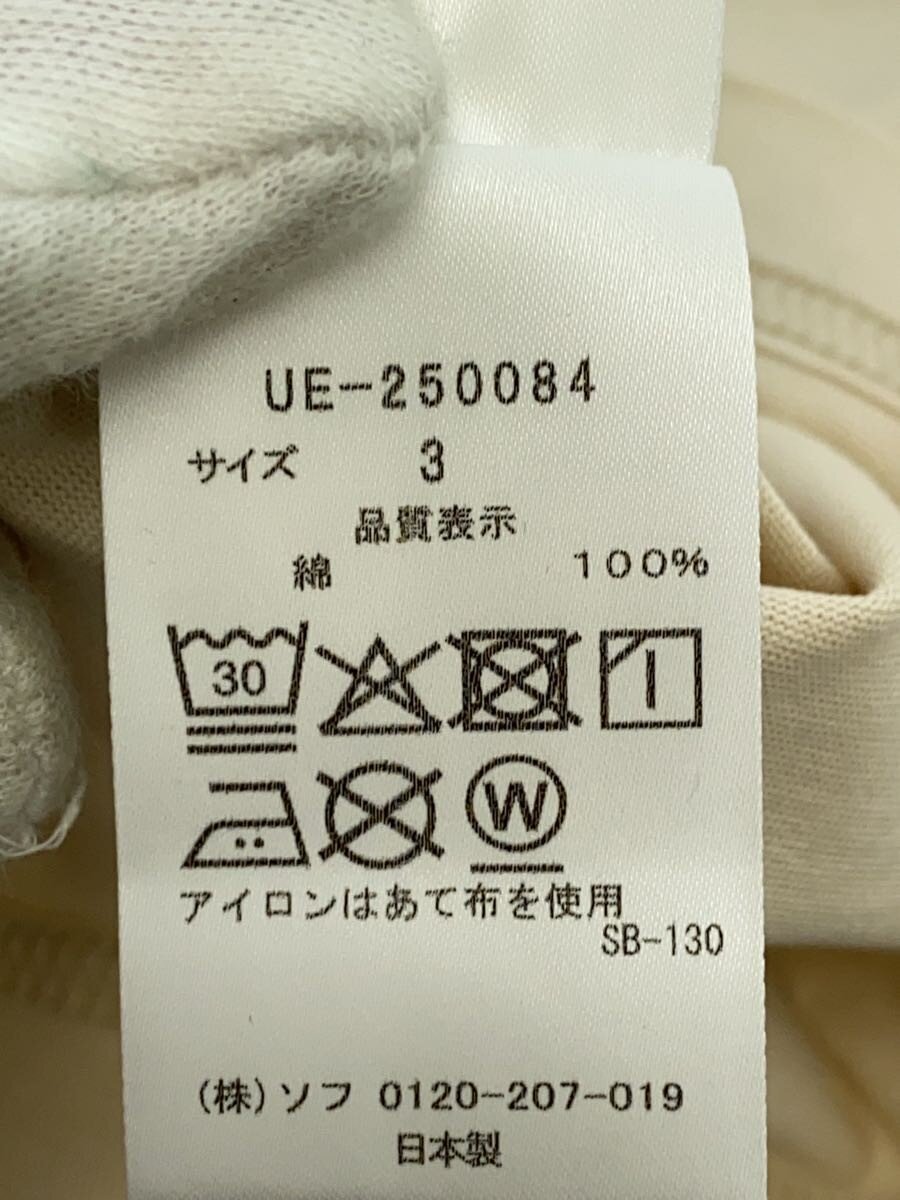 UE-250084
サイズ 3
品質表示
綿 100%
30
W
アイロンはあて布を使用
SB-130
(株)ソフ 0120-207-019
日本製